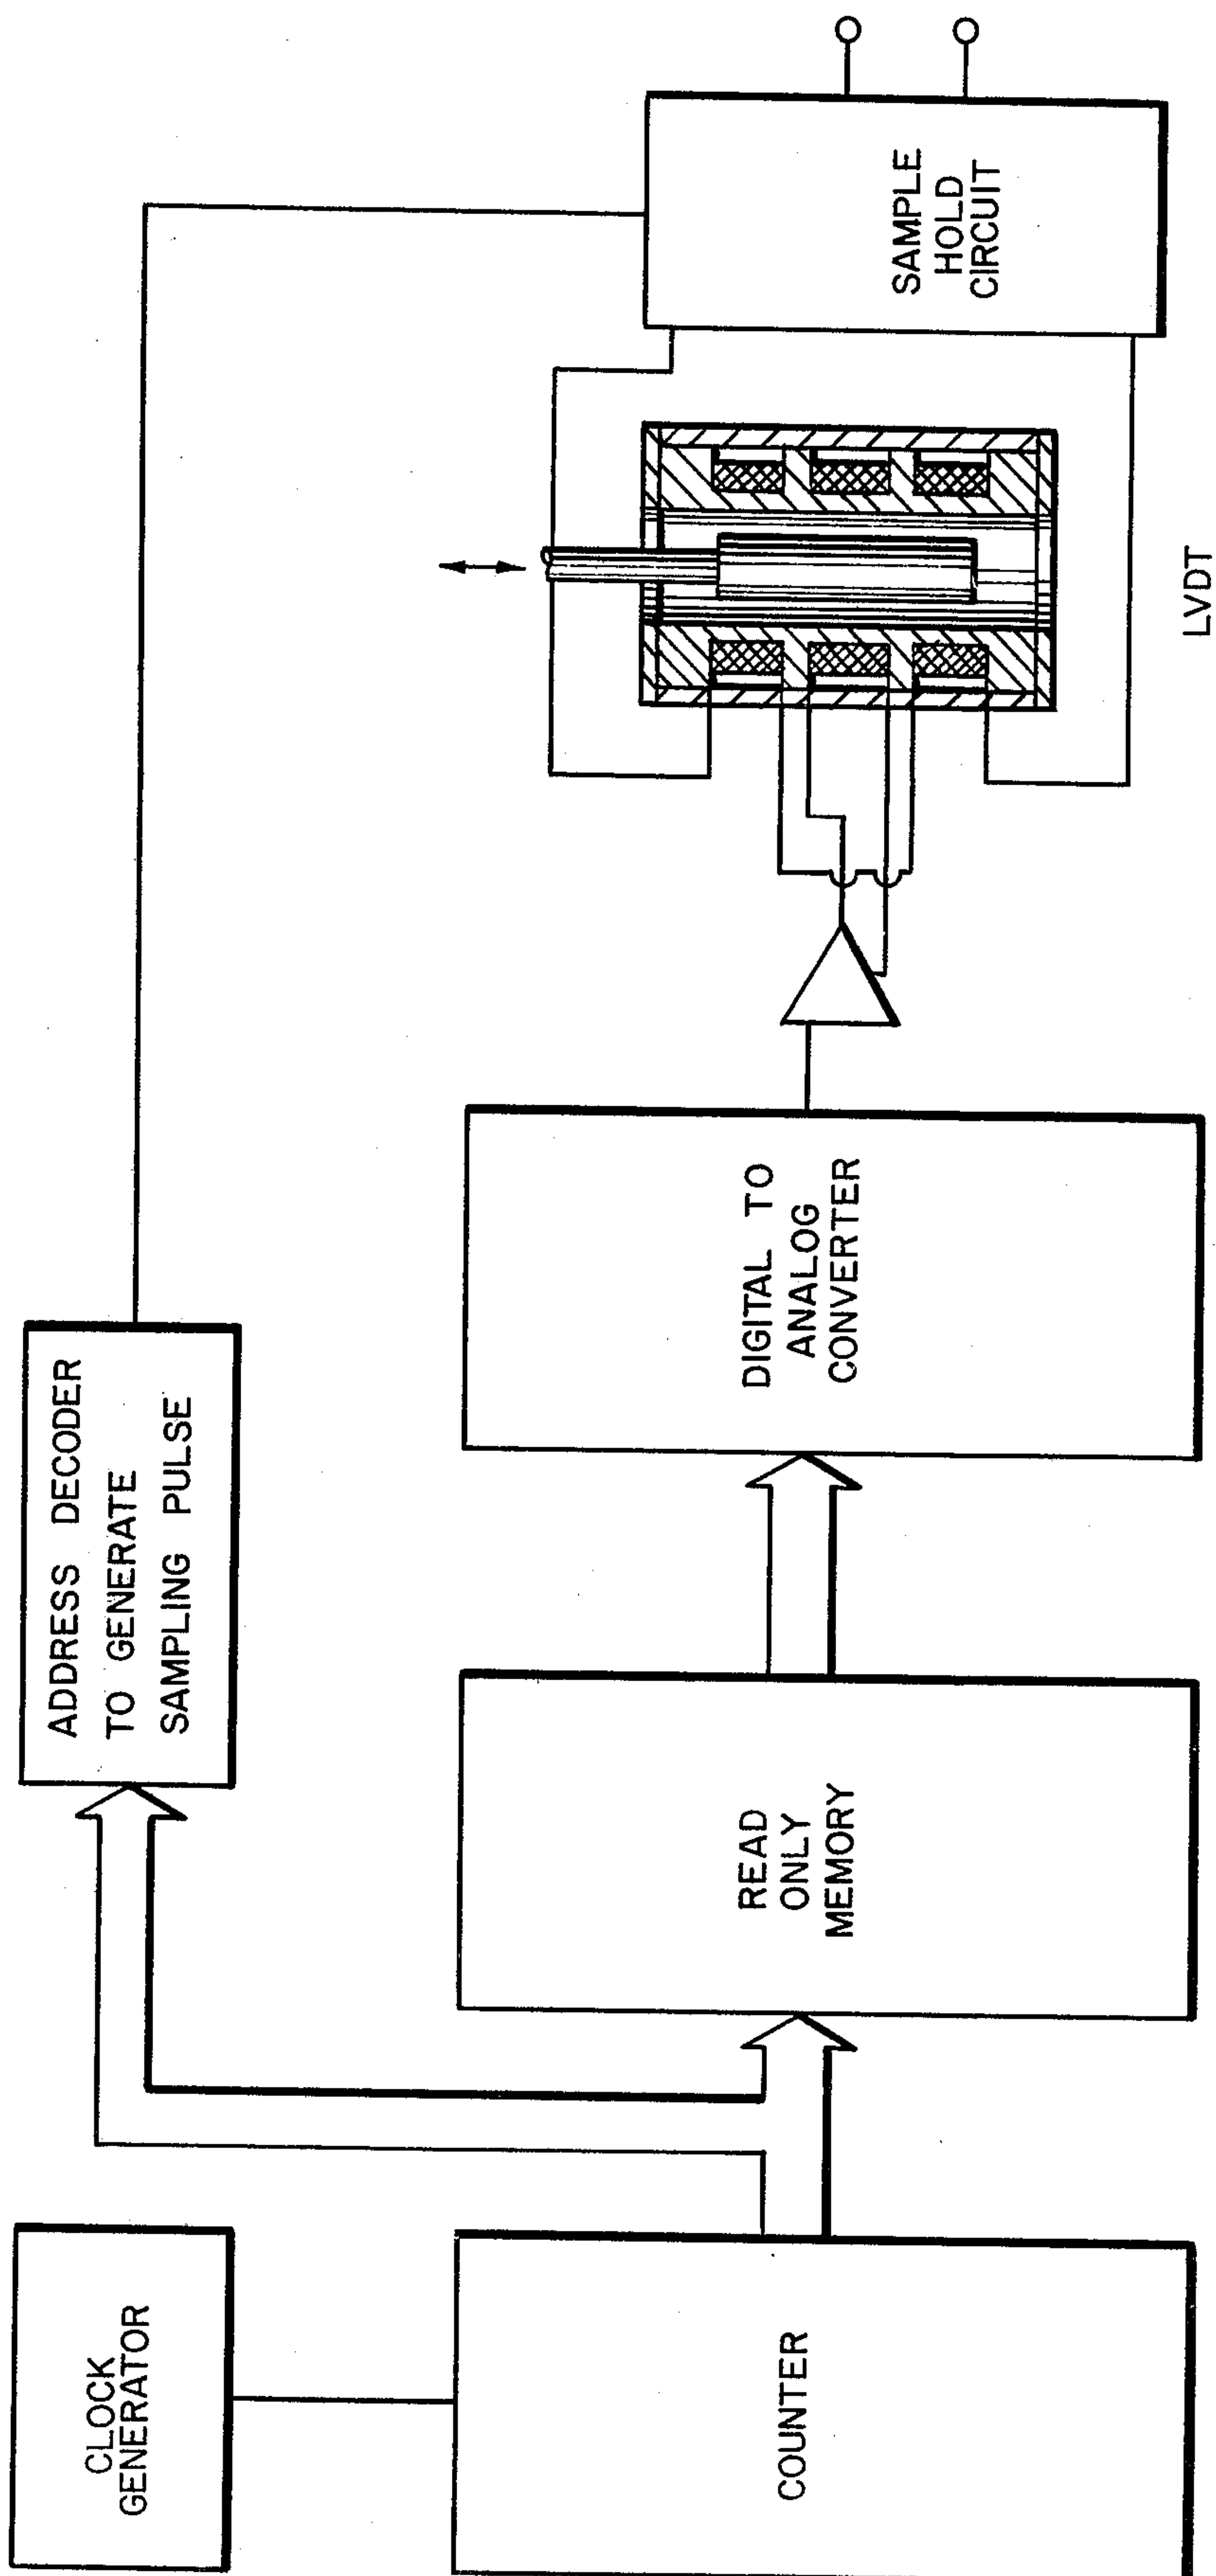 CLOCK
GENERATOR
COUNTER
ADDRESS DECODER
TO GENERATE
SAMPLING PULSE
READ
ONLY
MEMORY
DIGITAL TO
ANALOG
CONVERTER
LVDT
SAMPLE
HOLD
CIRCUIT